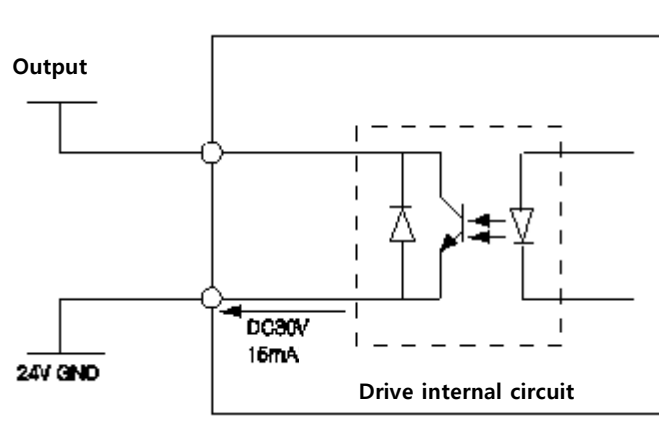 Output
DC30V
15mA
24V GND
Drive internal circuit